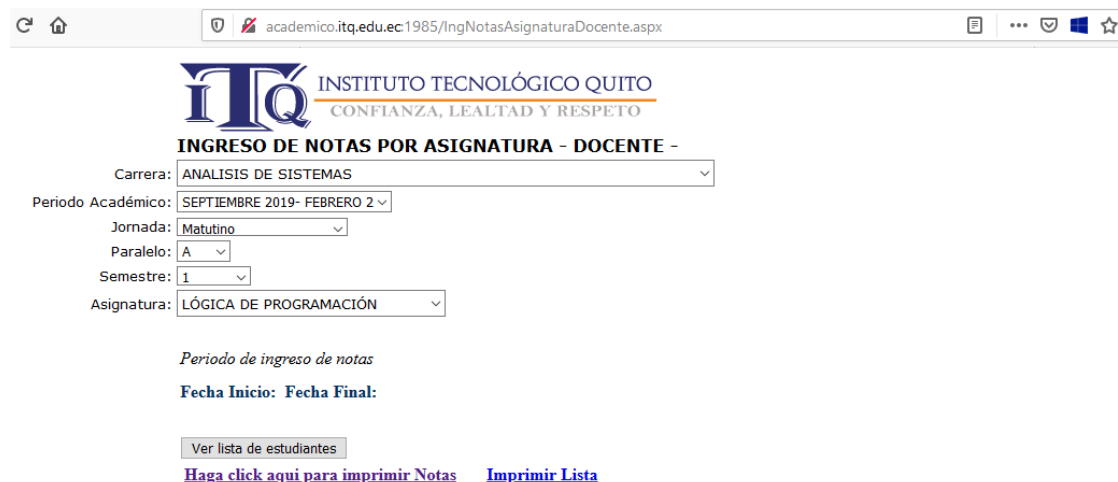 academico.itq.edu.ec:1985/IngNotasAsignaturaDocente.aspx
ITQ INSTITUTO TECNOLÓGICO QUITO
CONFIANZA, LEALTAD Y RESPETO
INGRESO DE NOTAS POR ASIGNATURA - DOCENTE -
Carrera: ANALISIS DE SISTEMAS
Periodo Académico: SEPTIEMBRE 2019- FEBRERO 2
Jornada: Matutino
Paralelo: A
Semestre: 1
Asignatura: LÓGICA DE PROGRAMACIÓN
Periodo de ingreso de notas
Fecha Inicio: Fecha Final:
Ver lista de estudiantes
Haga click aqui para imprimir Notas Imprimir Lista